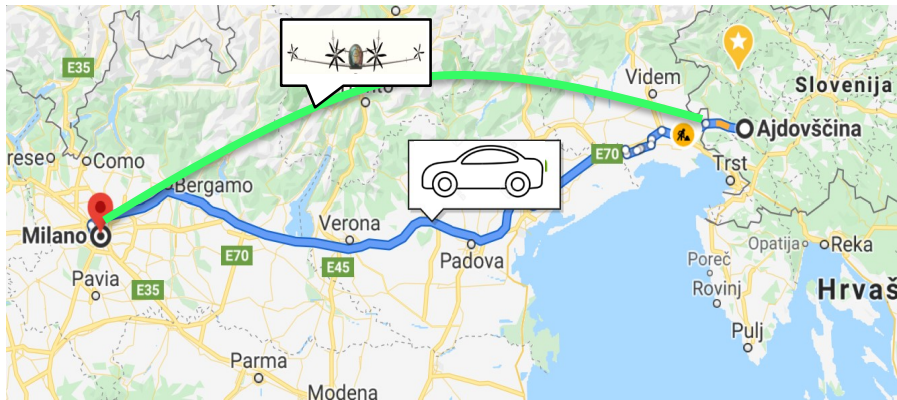 E35
Videm
Slovenija
nto
Ajdovščina
rese
Como
E70
Bergamo
Trst
Milano
Verona
Opatija
Reka
E70
Padova
Poreč
Pavia
E45
E35
Rovinj
Hrvaš
Pulj
Parma
Modena